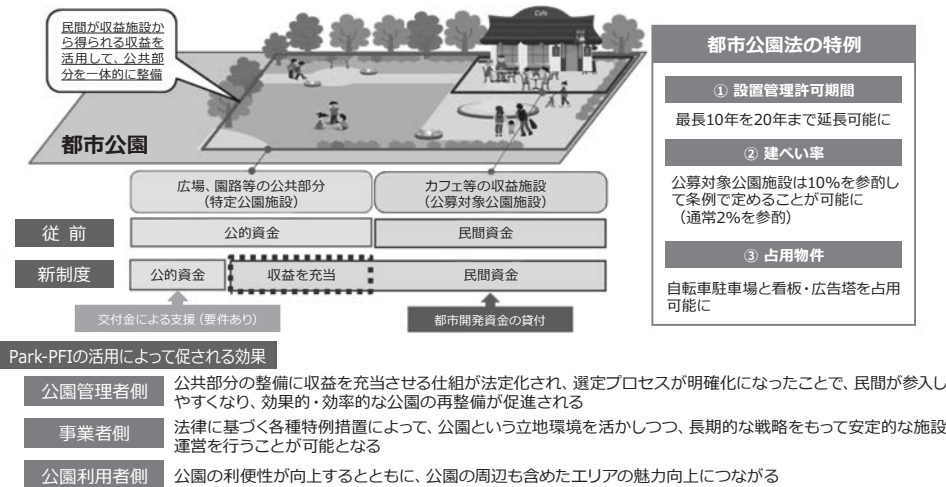 民間が収益施設か
ら得られる収益を
活用して、公共部
分を一体的に整備
Cafe
都市公園
広場、園路等の公共部分
（特定公園施設）
カフェ等の収益施設
（公募対象公園施設）
従 前
公的資金
民間資金
新制度
公的資金
収益を充当
民間資金
交付金による支援（要件あり）
都市開発資金の貸付
都市公園法の特例
① 設置管理許可期間
最長10年を20年まで延長可能に
② 建ぺい率
公募対象公園施設は10％を参酌し
て条例で定めることが可能に
（通常2％を参酌）
③ 占用物件
自転車駐車場と看板・広告塔を占用
可能に
Park-PFIの活用によって促される効果
公園管理者側
公共部分の整備に収益を充当させる仕組が法定化され、選定プロセスが明確化になったことで、民間が参入し
やすくなり、効果的・効率的な公園の再整備が促進される
事業者側
法律に基づく各種特例措置によって、公園という立地環境を活かしつつ、長期的な戦略をもって安定的な施設
運営を行うことが可能となる
公園利用者側
公園の利便性が向上するとともに、公園の周辺も含めたエリアの魅力向上につながる